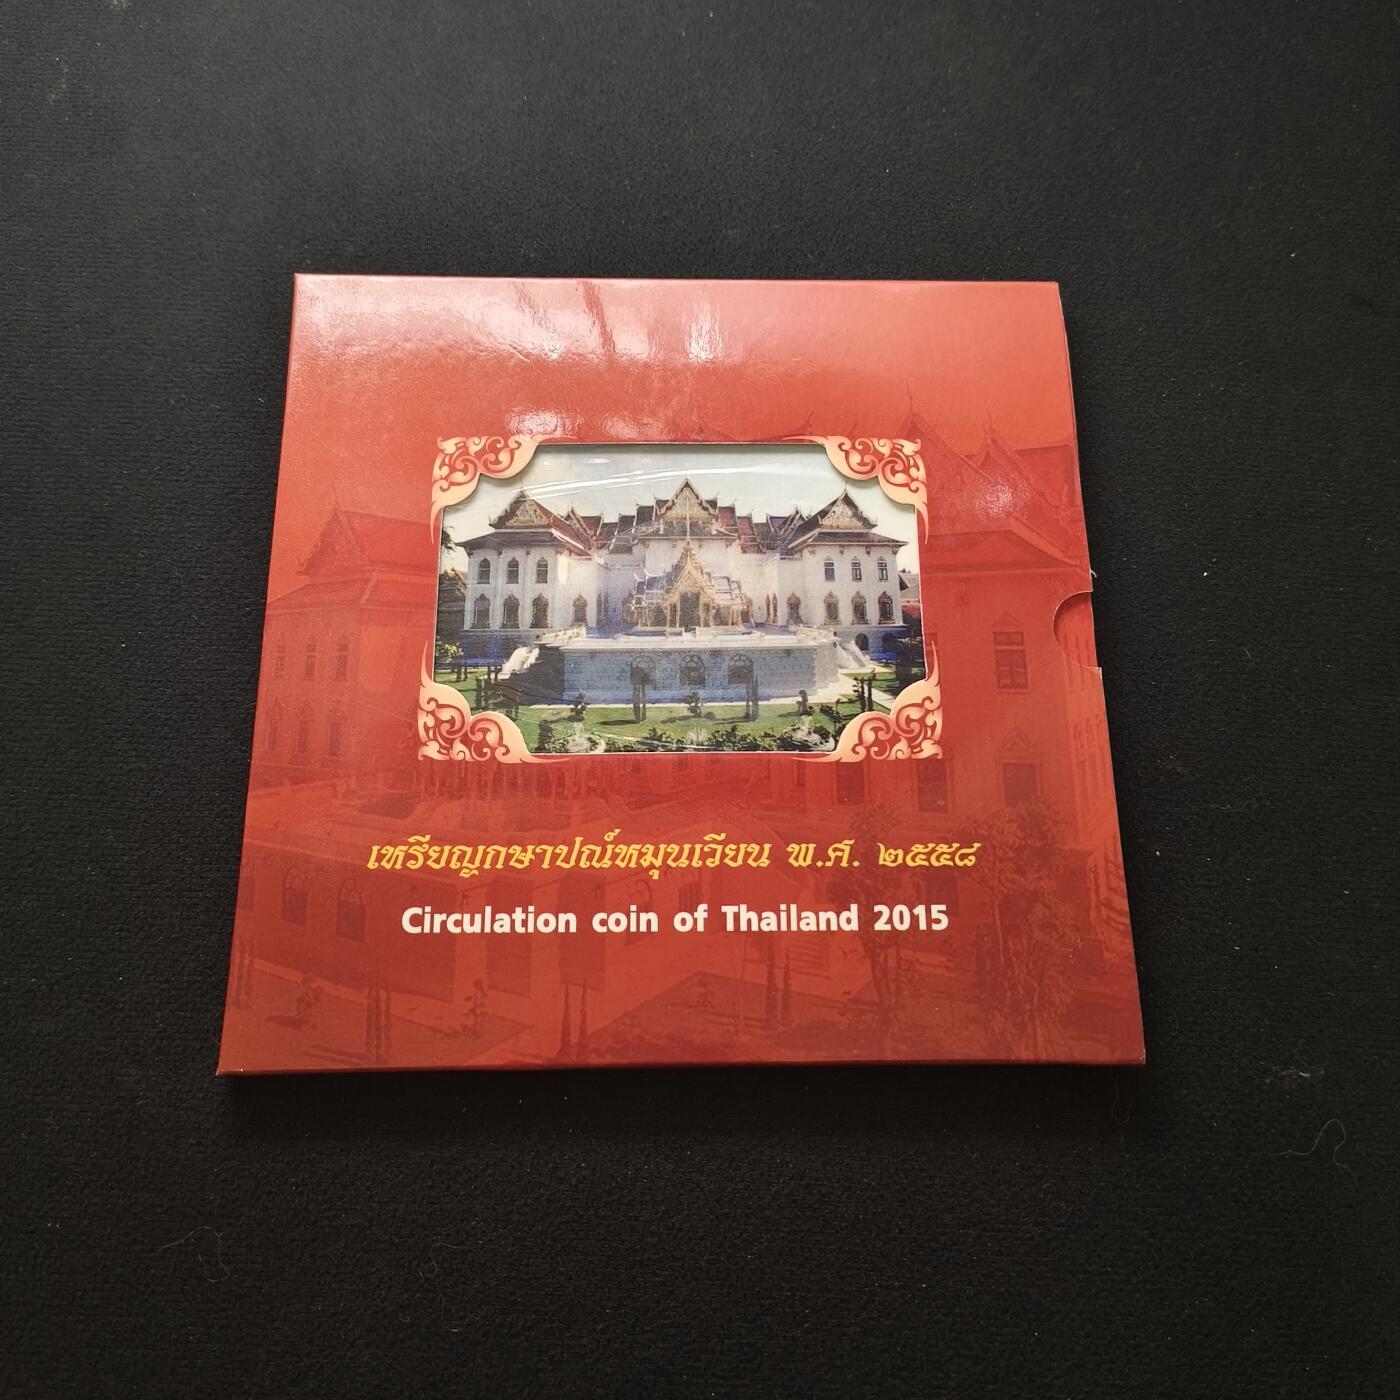 เหรียญกษาปณ์หมุนเวียน พ.ศ. ๒๕๕๘
Circulation coin of Thailand 2015